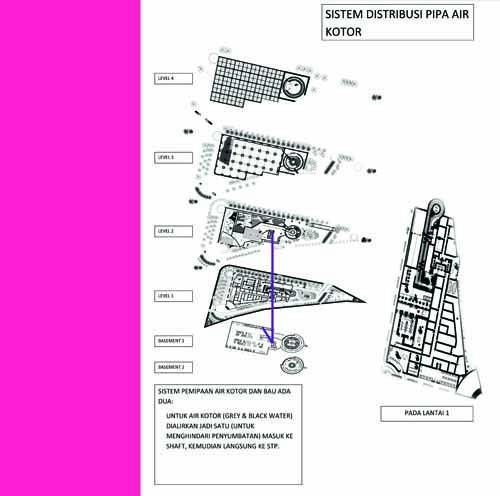 SISTEM DISTRIBUSI PIPA AIR
KOTOR
LEVEL 4
LEVEL 3
LEVEL 2
LEVEL 1
BASEMENT 1
BASEMENT 2
SISTEM PEMIPAAN AIR KOTOR DAN BAU ADA
DUA:
UNTUK AIR KOTOR (GREY & BLACK WATER)
DIALIRKAN JADI SATU (UNTUK
MENGHINDARI PENYUMBATAN) MASUK KE
SHAFT, KEMUDIAN LANGSUNG KE STP.
PADA LANTAI 1